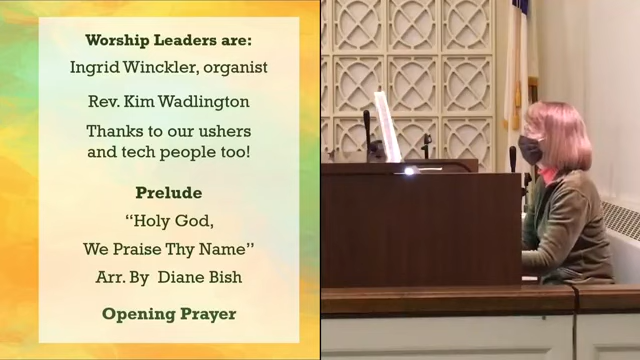 Worship Leaders are:
Ingrid Winckler, organist
Rev. Kim Wadlington
Thanks to our ushers
and tech people too!
Prelude
“Holy God,
We Praise Thy Name”
Arr. By Diane Bish
Opening Prayer